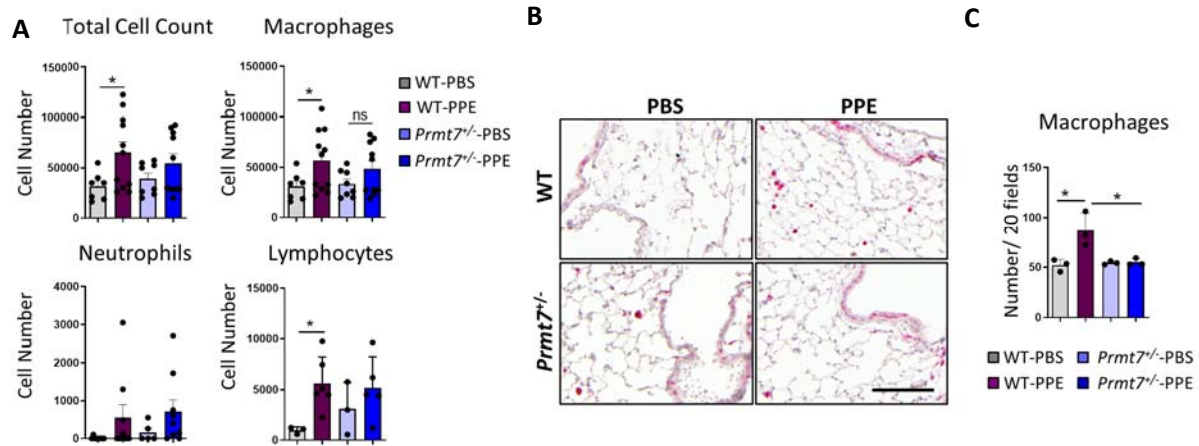 A
Total Cell Count
Cell Number
150000
100000
50000
0
*
Macrophages
Cell Number
150000
100000
50000
0
*
ns
WT-PBS
WT-PPE
Prmt7+/--PBS
Prmt7+/--PPE
Neutrophils
Cell Number
4000
3000
2000
1000
0
Lymphocytes
Cell Number
15000
10000
5000
0
*
B
PBS
PPE
WT
Prmt7+/-
C
Macrophages
Number/ 20 fields
150
100
50
0
*
*
WT-PBS
Prmt7+/--PBS
WT-PPE
Prmt7+/--PPE